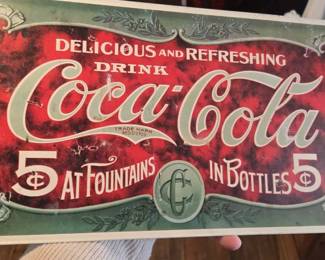 DELICIOUS AND REFRESHING
DRINK
Coca-Cola
TRADE MARK
5¢ AT FOUNTAINS IN BOTTLES 5¢
CC